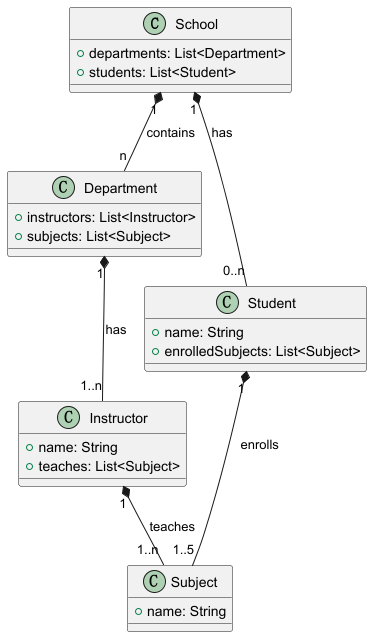 C School
departments: List<Department>
students: List<Student>
1 1
contains has
n
C Department
instructors: List<Instructor>
subjects: List<Subject>
1
0..n
C Student
name: String
enrolledSubjects: List<Subject>
has
1
1..n
C Instructor
name: String
teaches: List<Subject>
enrolls
1
teaches
1..n 1..5
C Subject
name: String